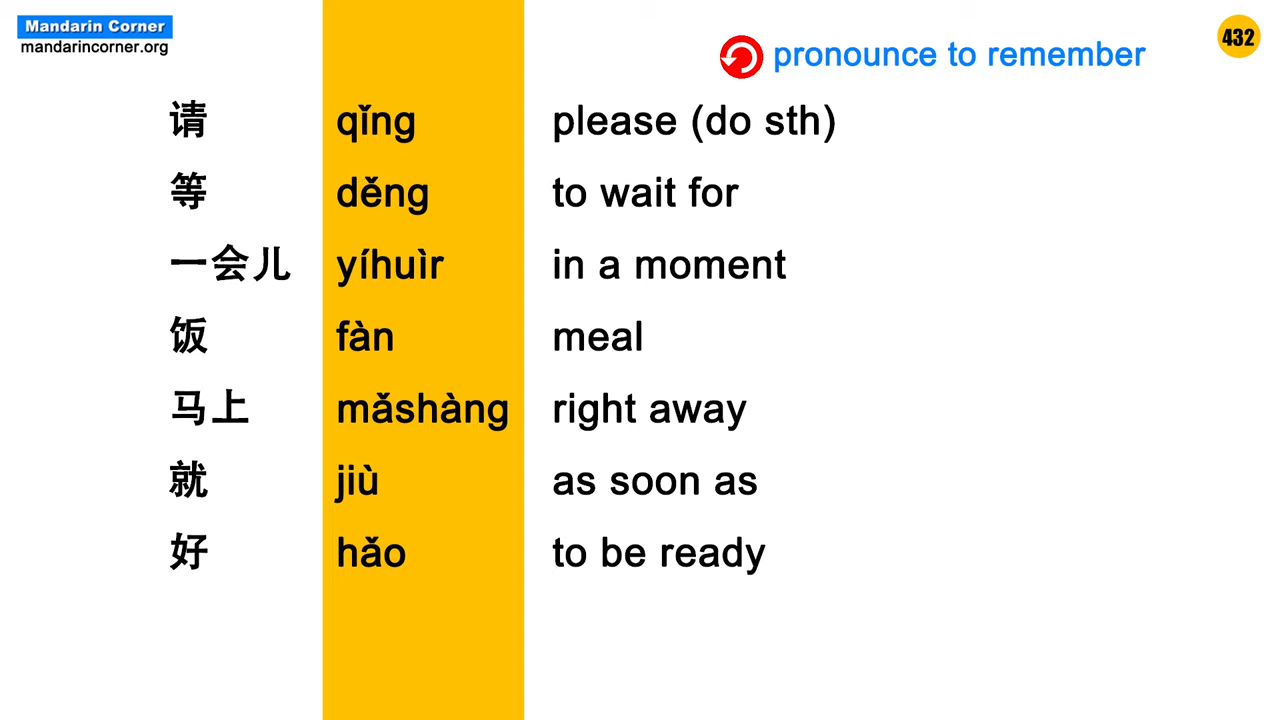 Mandarin Corner
mandarincorner.org
pronounce to remember
432
请 qǐng please (do sth)
等 děng to wait for
一会儿 yíhuìr in a moment
饭 fàn meal
马上 mǎshàng right away
就 jiù as soon as
好 hǎo to be ready